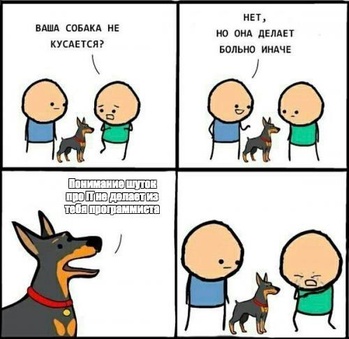 ВАША СОБАКА НЕ
КУСАЕТСЯ?
НЕТ,
НО ОНА ДЕЛАЕТ
БОЛЬНО ИНАЧЕ
Понимание шуток
про IT не делает из
тебя программиста